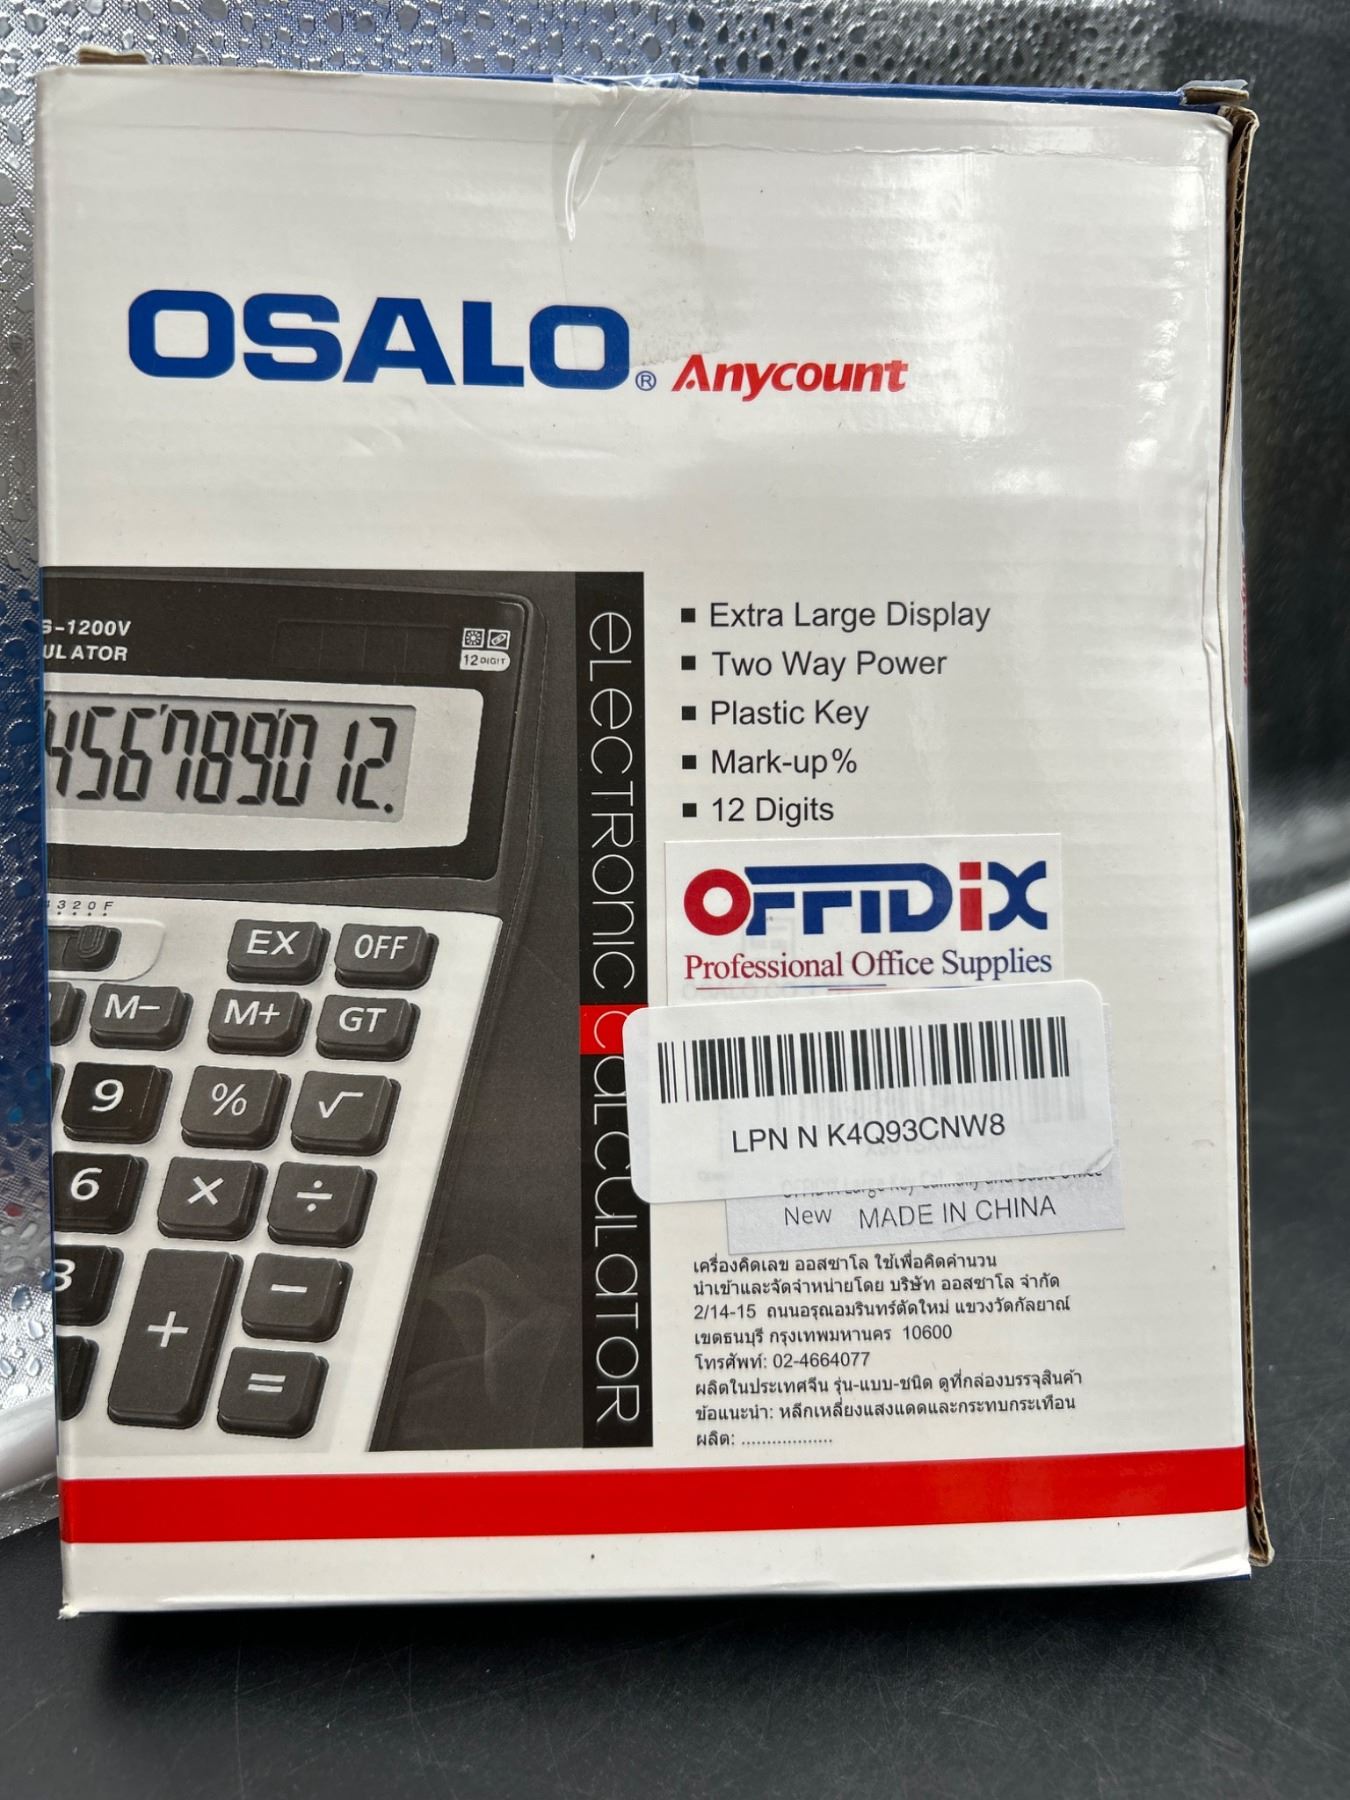 OSALO® Anycount
S-1200V
ULATOR
12 DIGIT
456789012.
320F
EX OFF
M- M+ GT
9 % √
6 × ÷
3 + −
=
eLecTRonic caLcULaTOR
▪ Extra Large Display
▪ Two Way Power
▪ Plastic Key
▪ Mark-up%
▪ 12 Digits
OFFIDiX
Professional Office Supplies
LPN N K4Q93CNW8
New MADE IN CHINA
เครื่องคิดเลข ออสซาโล ใช้เพื่อคิดคำนวน
นำเข้าและจัดจำหน่ายโดย บริษัท ออสซาโล จำกัด
2/14-15 ถนนอรุณอมรินทร์ตัดใหม่ แขวงวัดกัลยาณ์
เขตธนบุรี กรุงเทพมหานคร 10600
โทรศัพท์: 02-4664077
ผลิตในประเทศจีน รุ่น-แบบ-ชนิด ดูที่กล่องบรรจุสินค้า
ข้อแนะนำ: หลีกเหลี่ยงแสงแดดและกระทบกระเทือน
ผลิต: ..................